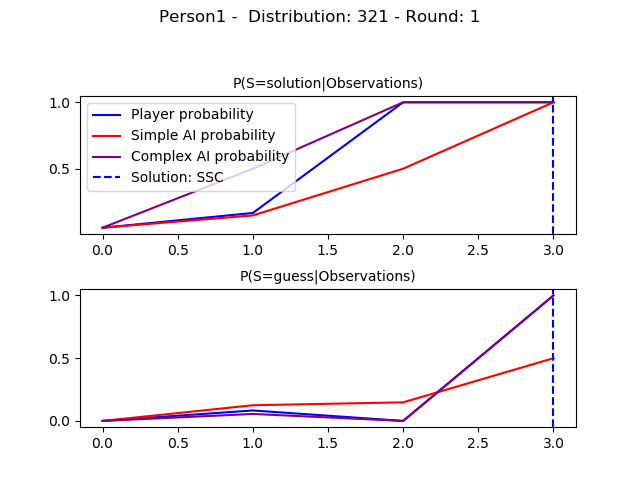 Person1 -  Distribution: 321 - Round: 1
P(S=solution|Observations)
1.0
0.5
Player probability
Simple AI probability
Complex AI probability
Solution: SSC
0.0 0.5 1.0 1.5 2.0 2.5 3.0
P(S=guess|Observations)
1.0
0.5
0.0
0.0 0.5 1.0 1.5 2.0 2.5 3.0